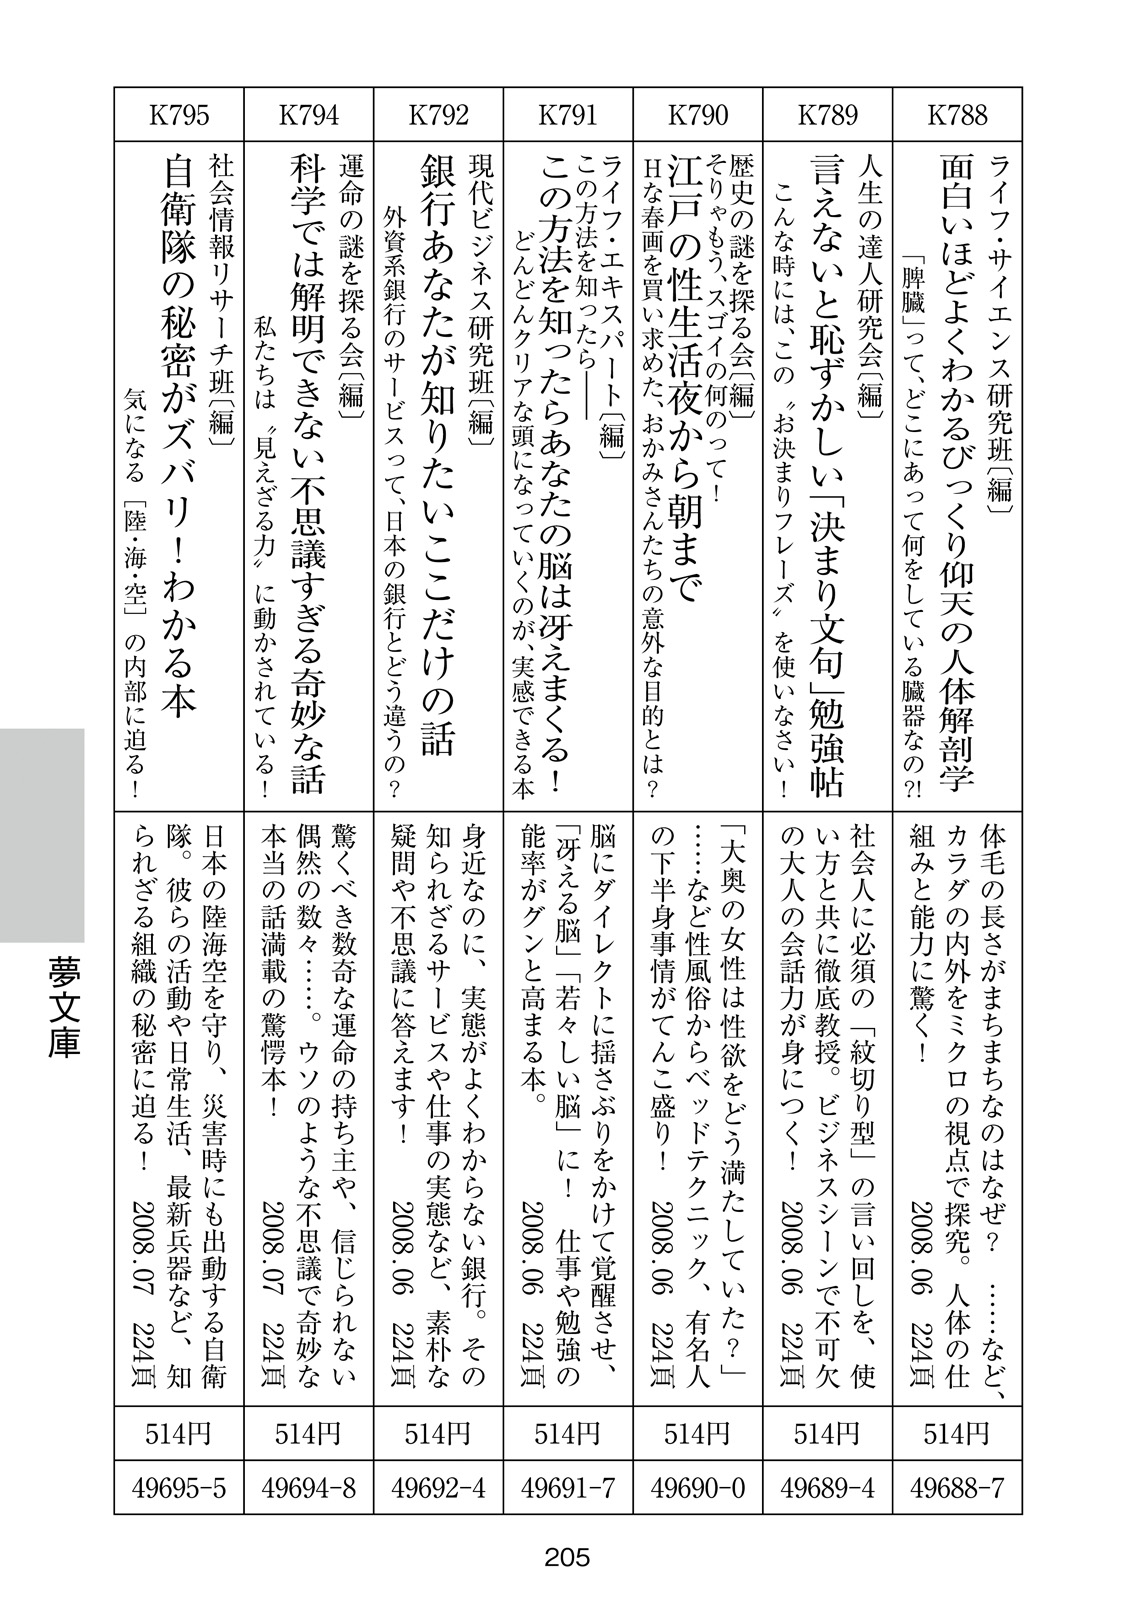 K788
ライフ・サイエンス研究班〔編〕
面白いほどよくわかるびっくり仰天の人体解剖学
「脾臓」って、どこにあって何をしている臓器なの?!
体毛の長さがまちまちなのはなぜ？　……など、
カラダの内外をミクロの視点で探究。人体の仕
組みと能力に驚く！　2008.06　224頁
514円
49688-7
K789
人生の達人研究会〔編〕
言えないと恥ずかしい「決まり文句」勉強帖
こんな時には、この〝お決まりフレーズ〟を使いなさい！
社会人に必須の「紋切り型」の言い回しを、使
い方と共に徹底教授。ビジネスシーンで不可欠
の大人の会話力が身につく！　2008.06　224頁
514円
49689-4
K790
歴史の謎を探る会〔編〕
そりゃもう、スゴイの何のって！
江戸の性生活夜から朝まで
Hな春画を買い求めた、おかみさんたちの意外な目的とは？
「大奥の女性は性欲をどう満たしていた？」
……など性風俗からベッドテクニック、有名人
の下半身事情がてんこ盛り！　2008.06　224頁
514円
49690-0
K791
ライフ・エキスパート〔編〕
この方法を知ったら――
この方法を知ったらあなたの脳は冴えまくる！
どんどんクリアな頭になっていくのが、実感できる本
脳にダイレクトに揺さぶりをかけて覚醒させ、
「冴える脳」「若々しい脳」に！　仕事や勉強の
能率がグンと高まる本。　2008.06　224頁
514円
49691-7
K792
現代ビジネス研究班〔編〕
銀行あなたが知りたいここだけの話
外資系銀行のサービスって、日本の銀行とどう違うの？
身近なのに、実態がよくわからない銀行。その
知られざるサービスや仕事の実態など、素朴な
疑問や不思議に答えます！　2008.06　224頁
514円
49692-4
K794
運命の謎を探る会〔編〕
科学では解明できない不思議すぎる奇妙な話
私たちは〝見えざる力〟に動かされている！
驚くべき数奇な運命の持ち主や、信じられない
偶然の数々……。ウソのような不思議で奇妙な
本当の話満載の驚愕本！　2008.07　224頁
514円
49694-8
K795
社会情報リサーチ班〔編〕
自衛隊の秘密がズバリ！わかる本
気になる［陸・海・空］の内部に迫る！
日本の陸海空を守り、災害時にも出動する自衛
隊。彼らの活動や日常生活、最新兵器など、知
られざる組織の秘密に迫る！　2008.07　224頁
514円
49695-5
夢文庫
205